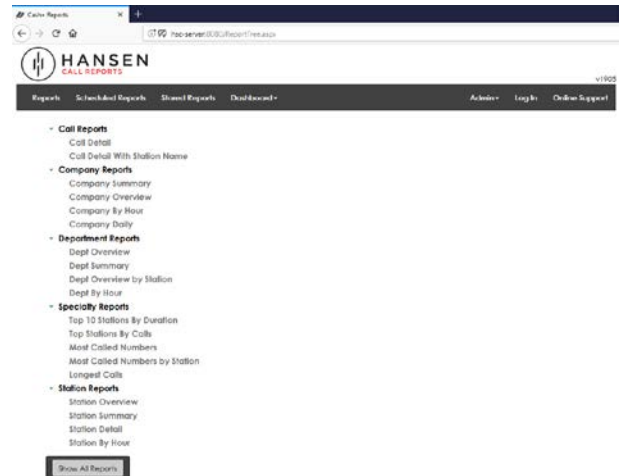 HANSEN
CALL REPORTS
v1905
Reports Scheduled Reports Stored Reports Dashboard Admin Log In Online Support
Call Reports
Call Detail
Call Detail With Station Name
Company Reports
Company Summary
Company Overview
Company By Hour
Company Daily
Department Reports
Dept Overview
Dept Summary
Dept Overview by Station
Dept By Hour
Specialty Reports
Top 10 Stations By Duration
Top Stations By Calls
Most Called Numbers
Most Called Numbers by Station
Longest Calls
Station Reports
Station Overview
Station Summary
Station Detail
Station By Hour
Show All Reports